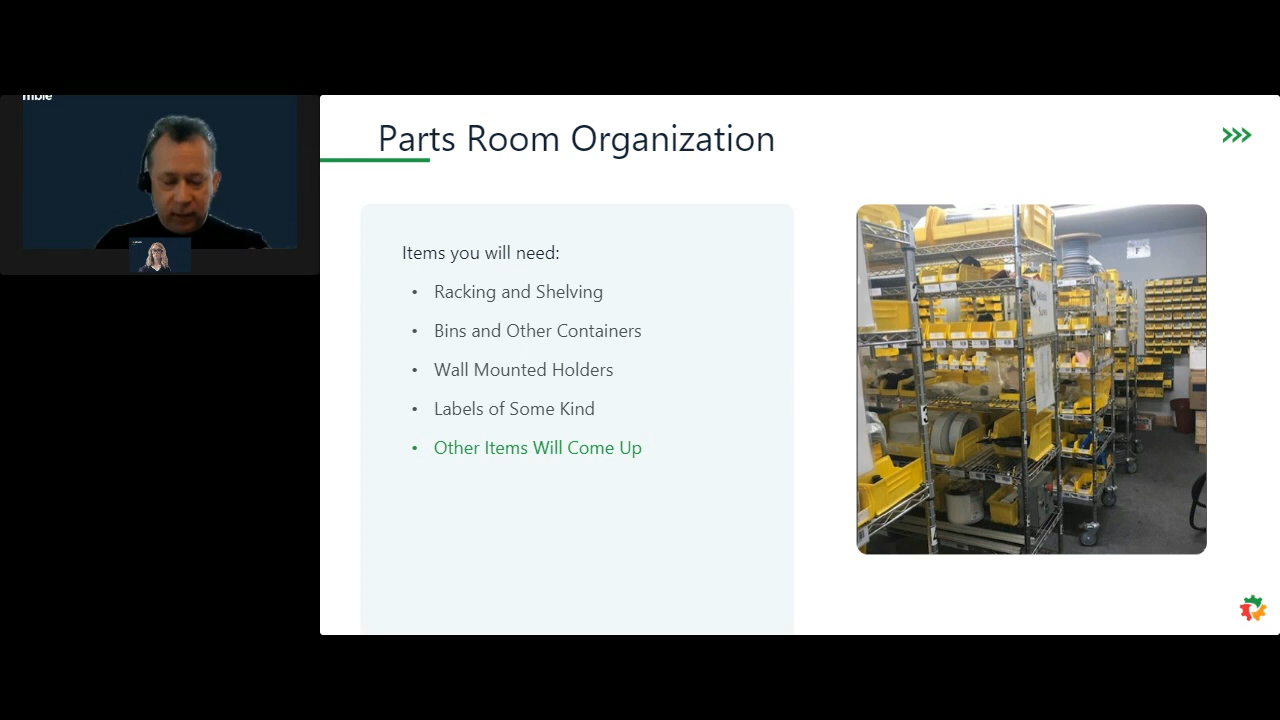 Parts Room Organization
Items you will need:
• Racking and Shelving
• Bins and Other Containers
• Wall Mounted Holders
• Labels of Some Kind
• Other Items Will Come Up